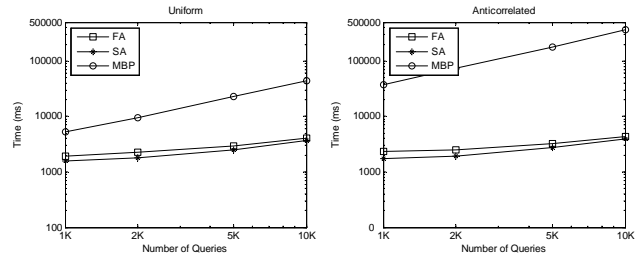 Uniform
500000
100000
10000
1000
100
Time (ms)
FA
SA
MBP
1K
2K
5K
10K
Number of Queries
Anticorrelated
500000
100000
10000
1000
0
Time (ms)
FA
SA
MBP
1K
2K
5K
10K
Number of Queries